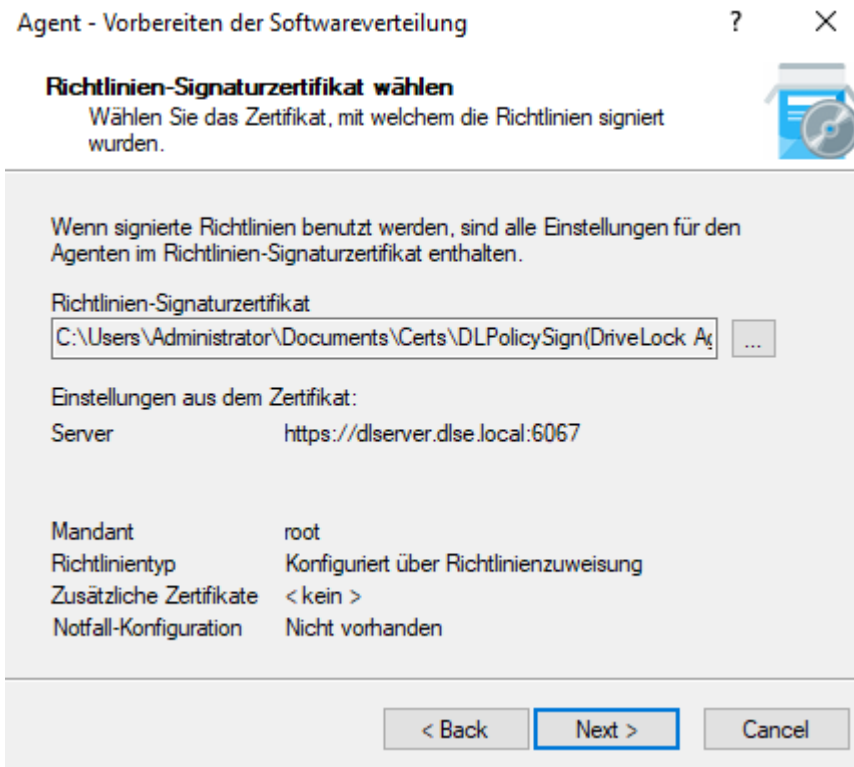 Agent - Vorbereiten der Softwareverteilung ?
Richtlinien-Signaturzertifikat wählen
Wählen Sie das Zertifikat, mit welchem die Richtlinien signiert
wurden.
Wenn signierte Richtlinien benutzt werden, sind alle Einstellungen für den
Agenten im Richtlinien-Signaturzertifikat enthalten.
Richtlinien-Signaturzertifikat
C:\Users\Administrator\Documents\Certs\DLPolicySign(DriveLock Ag
...
Einstellungen aus dem Zertifikat:
Server https://dlserver.dlse.local:6067
Mandant root
Richtlinientyp Konfiguriert über Richtlinienzuweisung
Zusätzliche Zertifikate < kein >
Notfall-Konfiguration Nicht vorhanden
< Back Next > Cancel